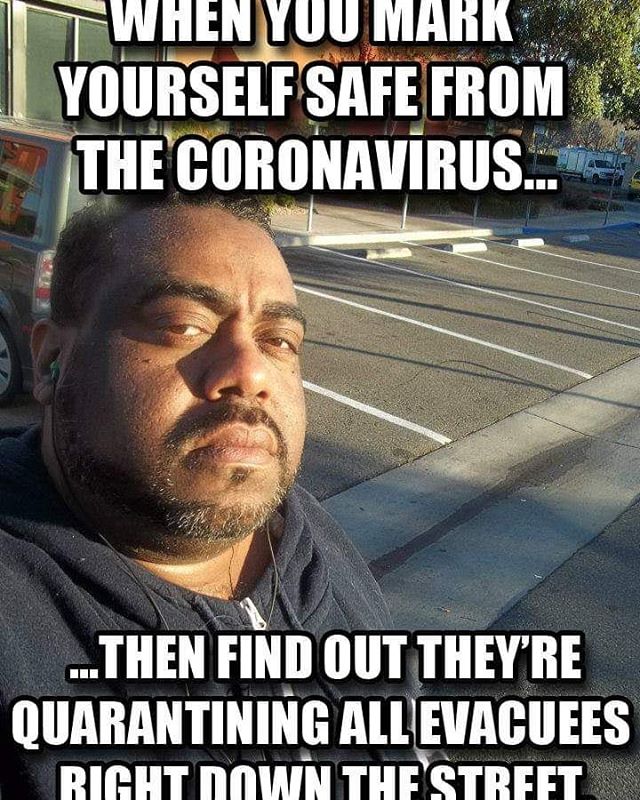 WHEN YOU MARK
YOURSELF SAFE FROM
THE CORONAVIRUS...
...THEN FIND OUT THEY'RE
QUARANTINING ALL EVACUEES
RIGHT DOWN THE STREET.